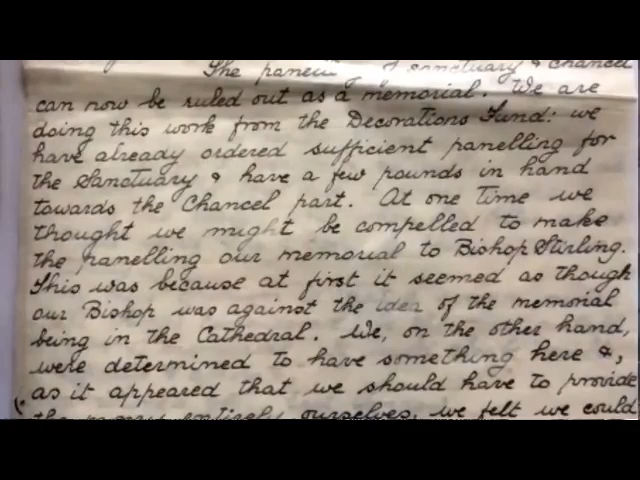 The panelling of sanctuary & chancel
can now be ruled out as a memorial. We are
doing this work from the Decorations Fund: we
have already ordered sufficient panelling for
the Sanctuary & have a few pounds in hand
towards the Chancel part. At one time we
thought we might be compelled to make
the panelling our memorial to Bishop Stirling.
This was because at first it seemed as though
our Bishop was against the idea of the memorial
being in the Cathedral. We, on the other hand,
were determined to have something here &,
as it appeared that we should have to provide
the money entirely ourselves, we felt we could